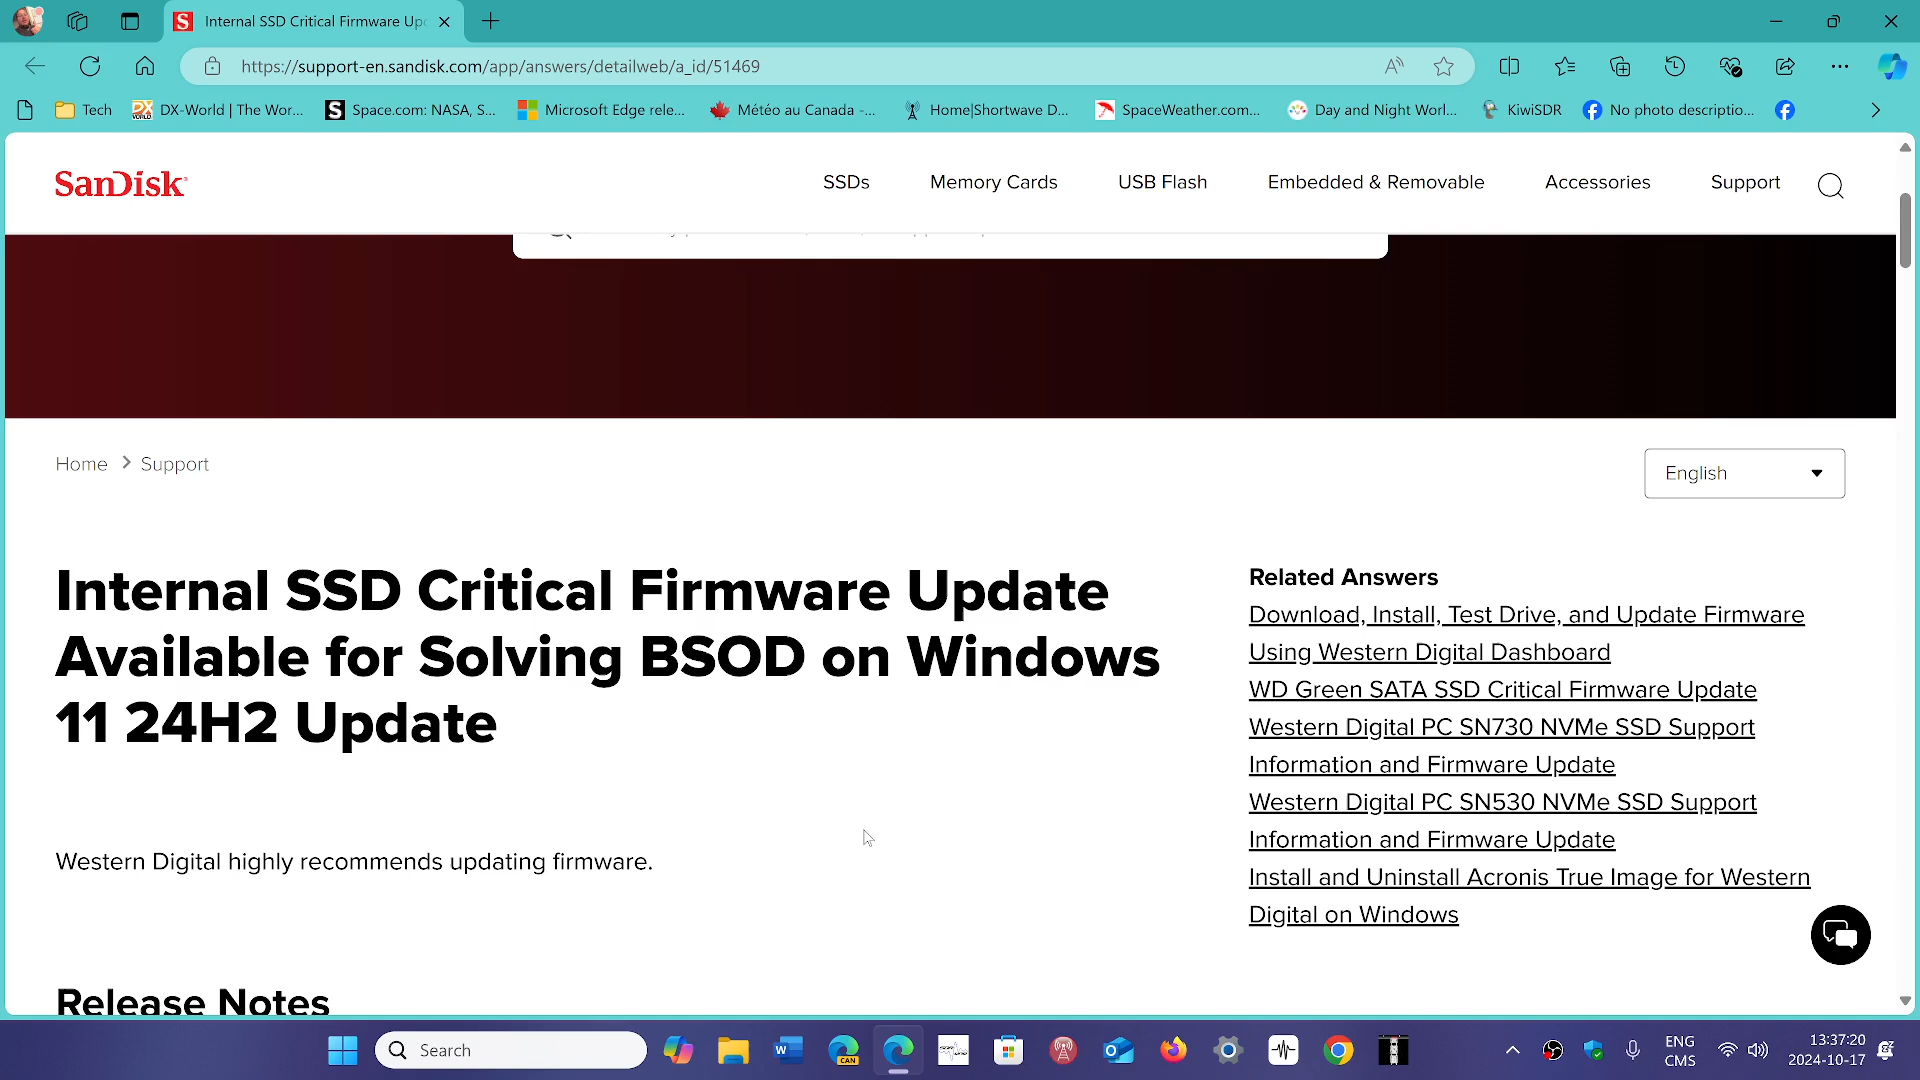 Internal SSD Critical Firmware Up
https://support-en.sandisk.com/app/answers/detailweb/a_id/51469
Tech
DX-World | The Wor...
Space.com: NASA, S...
Microsoft Edge rele...
Météo au Canada -...
Home|Shortwave D...
SpaceWeather.com...
Day and Night Worl...
KiwiSDR
No photo descriptio...
SanDisk
SSDs
Memory Cards
USB Flash
Embedded & Removable
Accessories
Support
Home > Support
English
Internal SSD Critical Firmware Update
Available for Solving BSOD on Windows
11 24H2 Update
Western Digital highly recommends updating firmware.
Release Notes
Related Answers
Download, Install, Test Drive, and Update Firmware
Using Western Digital Dashboard
WD Green SATA SSD Critical Firmware Update
Western Digital PC SN730 NVMe SSD Support
Information and Firmware Update
Western Digital PC SN530 NVMe SSD Support
Information and Firmware Update
Install and Uninstall Acronis True Image for Western
Digital on Windows
Search
CAN
ENG
CMS
13:37:20
2024-10-17